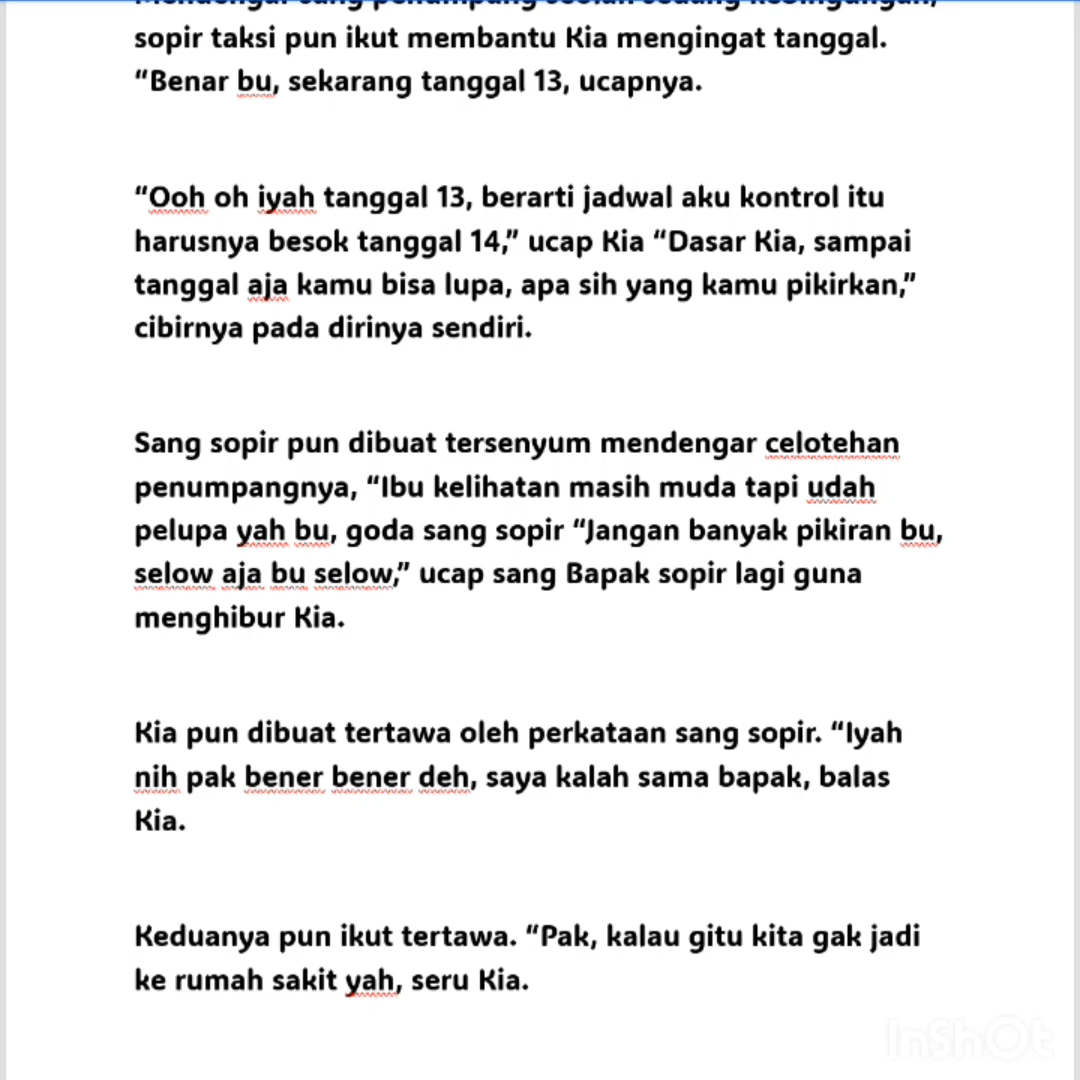 Mendengar sang penumpang seolah sedang kebingungan,
sopir taksi pun ikut membantu Kia mengingat tanggal.
“Benar bu, sekarang tanggal 13, ucapnya.
“Ooh oh iyah tanggal 13, berarti jadwal aku kontrol itu
harusnya besok tanggal 14,” ucap Kia “Dasar Kia, sampai
tanggal aja kamu bisa lupa, apa sih yang kamu pikirkan,”
cibirnya pada dirinya sendiri.
Sang sopir pun dibuat tersenyum mendengar celotehan
penumpangnya, “Ibu kelihatan masih muda tapi udah
pelupa yah bu, goda sang sopir “Jangan banyak pikiran bu,
selow aja bu selow,” ucap sang Bapak sopir lagi guna
menghibur Kia.
Kia pun dibuat tertawa oleh perkataan sang sopir. “Iyah
nih pak bener bener deh, saya kalah sama bapak, balas
Kia.
Keduanya pun ikut tertawa. “Pak, kalau gitu kita gak jadi
ke rumah sakit yah, seru Kia.
InShOt